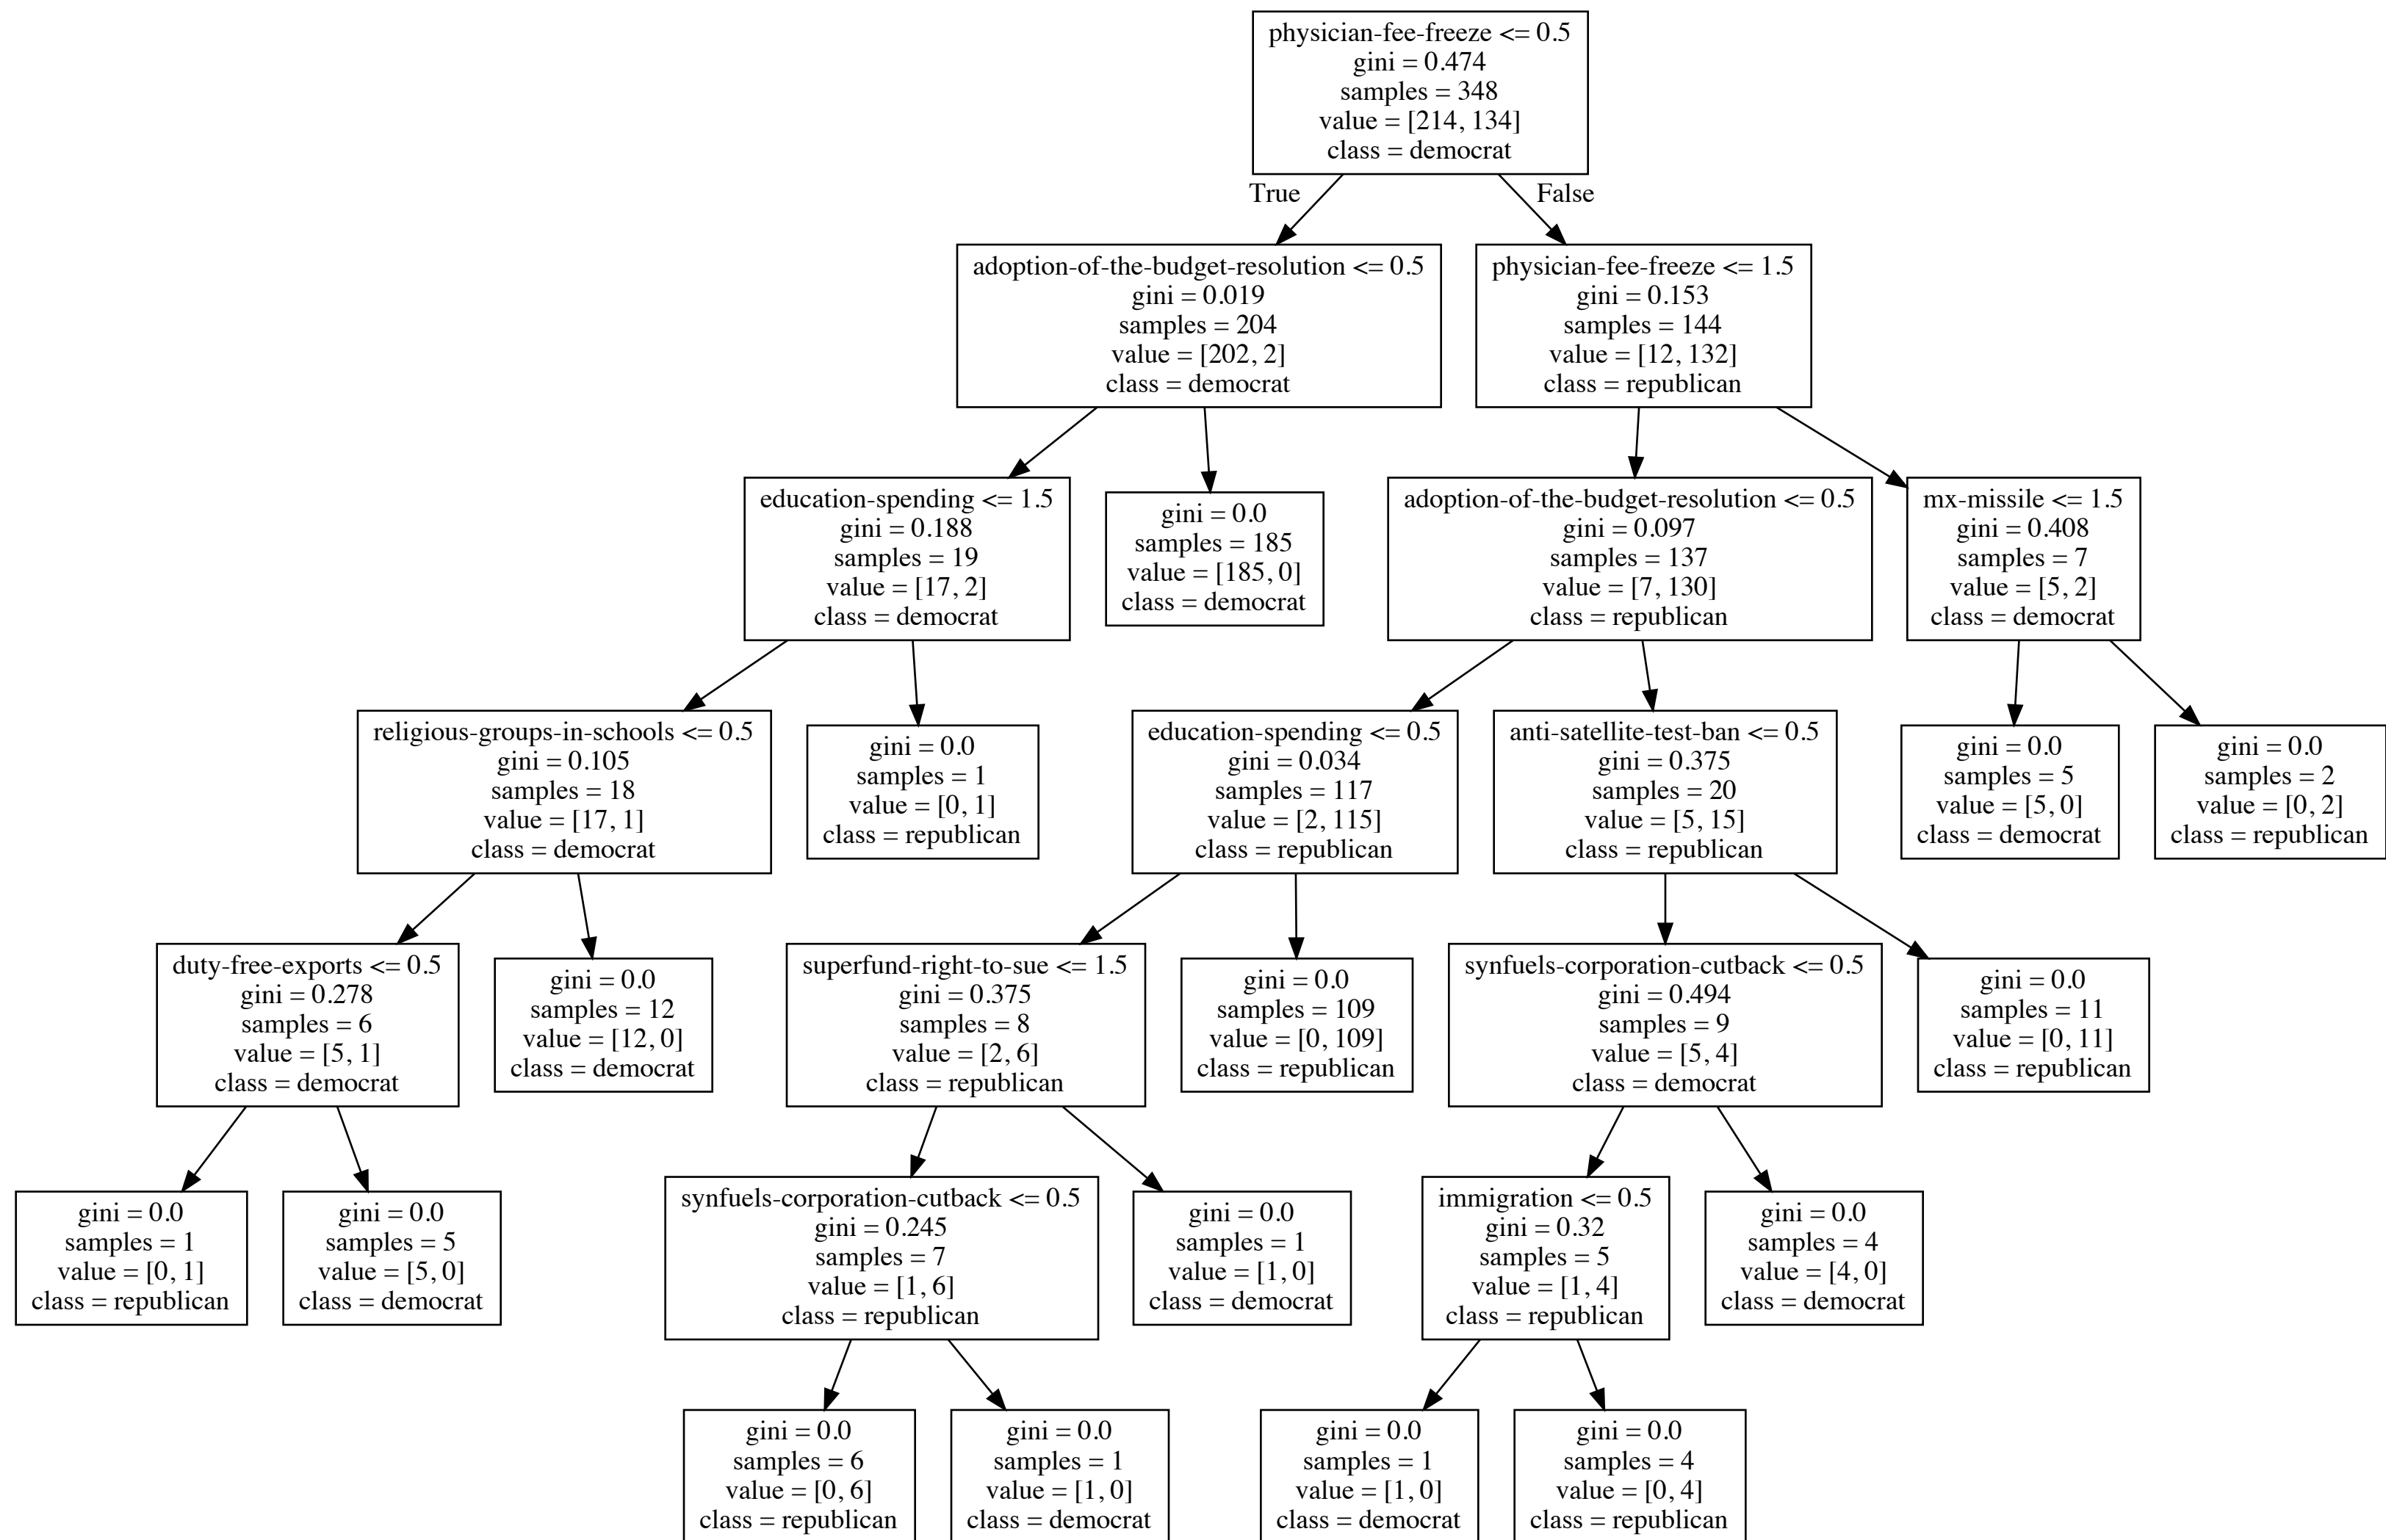 physician-fee-freeze <= 0.5
gini = 0.474
samples = 348
value = [214, 134]
class = democrat
True
False
adoption-of-the-budget-resolution <= 0.5
gini = 0.019
samples = 204
value = [202, 2]
class = democrat
physician-fee-freeze <= 1.5
gini = 0.153
samples = 144
value = [12, 132]
class = republican
education-spending <= 1.5
gini = 0.188
samples = 19
value = [17, 2]
class = democrat
gini = 0.0
samples = 185
value = [185, 0]
class = democrat
adoption-of-the-budget-resolution <= 0.5
gini = 0.097
samples = 137
value = [7, 130]
class = republican
mx-missile <= 1.5
gini = 0.408
samples = 7
value = [5, 2]
class = democrat
religious-groups-in-schools <= 0.5
gini = 0.105
samples = 18
value = [17, 1]
class = democrat
gini = 0.0
samples = 1
value = [0, 1]
class = republican
education-spending <= 0.5
gini = 0.034
samples = 117
value = [2, 115]
class = republican
anti-satellite-test-ban <= 0.5
gini = 0.375
samples = 20
value = [5, 15]
class = republican
gini = 0.0
samples = 5
value = [5, 0]
class = democrat
gini = 0.0
samples = 2
value = [0, 2]
class = republican
duty-free-exports <= 0.5
gini = 0.278
samples = 6
value = [5, 1]
class = democrat
gini = 0.0
samples = 12
value = [12, 0]
class = democrat
superfund-right-to-sue <= 1.5
gini = 0.375
samples = 8
value = [2, 6]
class = republican
gini = 0.0
samples = 109
value = [0, 109]
class = republican
synfuels-corporation-cutback <= 0.5
gini = 0.494
samples = 9
value = [5, 4]
class = democrat
gini = 0.0
samples = 11
value = [0, 11]
class = republican
gini = 0.0
samples = 1
value = [0, 1]
class = republican
gini = 0.0
samples = 5
value = [5, 0]
class = democrat
synfuels-corporation-cutback <= 0.5
gini = 0.245
samples = 7
value = [1, 6]
class = republican
gini = 0.0
samples = 1
value = [1, 0]
class = democrat
immigration <= 0.5
gini = 0.32
samples = 5
value = [1, 4]
class = republican
gini = 0.0
samples = 4
value = [4, 0]
class = democrat
gini = 0.0
samples = 6
value = [0, 6]
class = republican
gini = 0.0
samples = 1
value = [1, 0]
class = democrat
gini = 0.0
samples = 1
value = [1, 0]
class = democrat
gini = 0.0
samples = 4
value = [0, 4]
class = republican